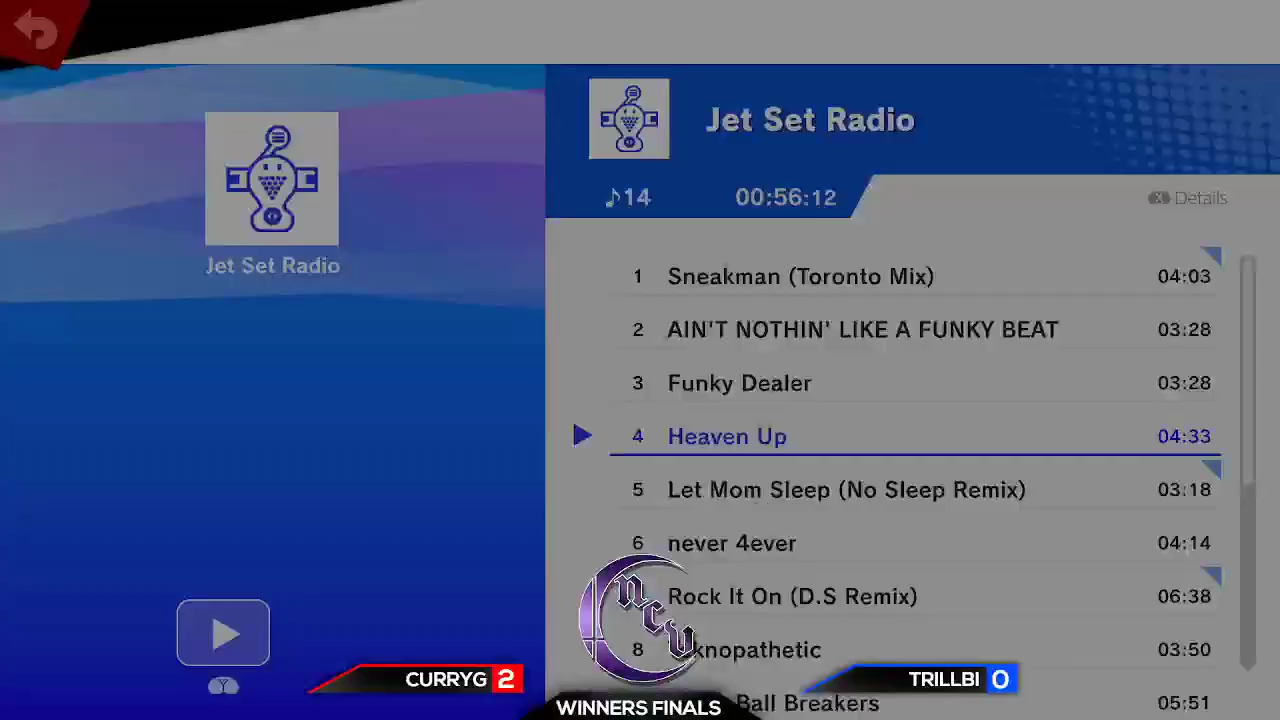 Jet Set Radio
♪14 00:56:12
X Details
Jet Set Radio
1 Sneakman (Toronto Mix) 04:03
2 AIN'T NOTHIN' LIKE A FUNKY BEAT 03:28
3 Funky Dealer 03:28
4 Heaven Up 04:33
5 Let Mom Sleep (No Sleep Remix) 03:18
6 never 4ever 04:14
Rock It On (D.S Remix) 06:38
8 knopathetic 03:50
Ball Breakers 05:51
Y
ncv
CURRYG 2
TRILLBI 0
WINNERS FINALS